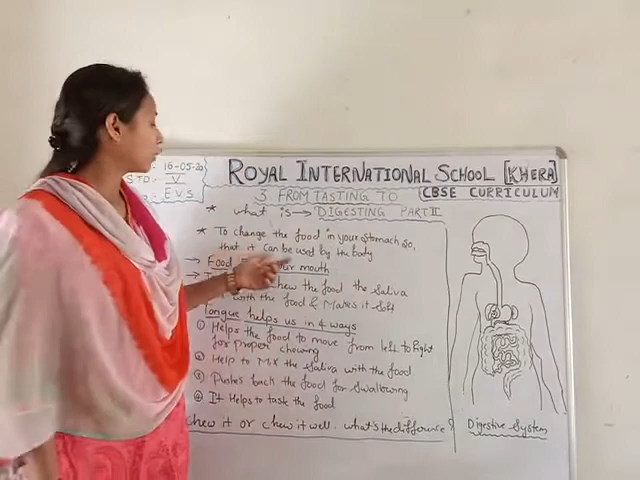 16-05-20
STD:- V
EVS
ROYAL INTERNATIONAL SCHOOL [KHERA]
3. FROM TASTING TO
CBSE CURRICULUM
* what is → DIGESTING PART II
* To change the food in your stomach so,
that it can be used by the body
→ Food your mouth
→ chew the food the saliva
with the food & Makes it soft
Tongue helps us in 4 ways
① Helps the food to move from left to Right
for proper chewing
② Help to Mix the saliva with the food
③ Pushes back the food for swallowing
④ It Helps to taske the food
chew it or chew it well. what's the difference?
Digestive System